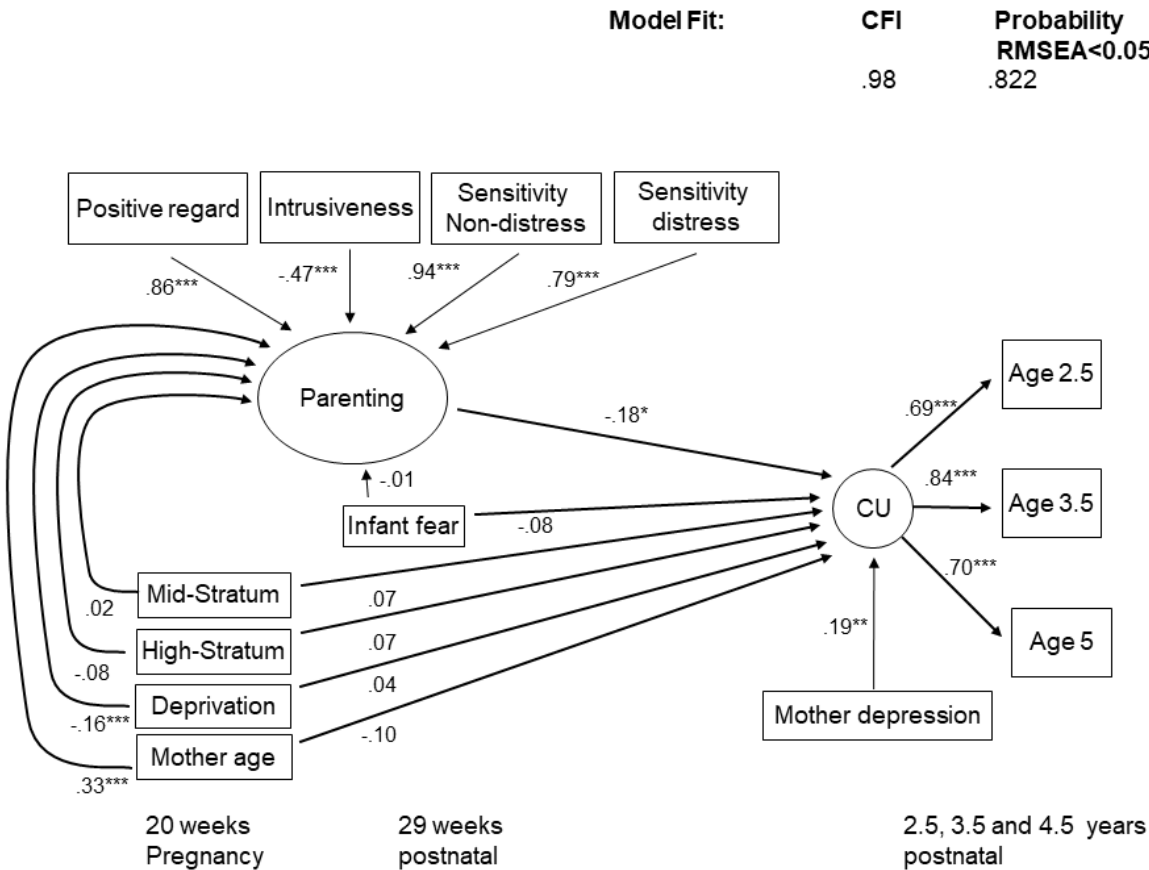 Model Fit: CFI Probability
RMSEA<0.05
.98 .822
Positive regard
Intrusiveness
Sensitivity
Non-distress
Sensitivity
distress
.86***
-.47***
.94***
.79***
Parenting
-.18*
Age 2.5
.69***
-.01
Infant fear
-.08
CU
.84***
Age 3.5
Mid-Stratum
.02
.07
.70***
High-Stratum
-.08
.07
.19**
Age 5
Deprivation
-.16***
.04
Mother depression
Mother age
.33***
-.10
20 weeks
Pregnancy
29 weeks
postnatal
2.5, 3.5 and 4.5 years
postnatal